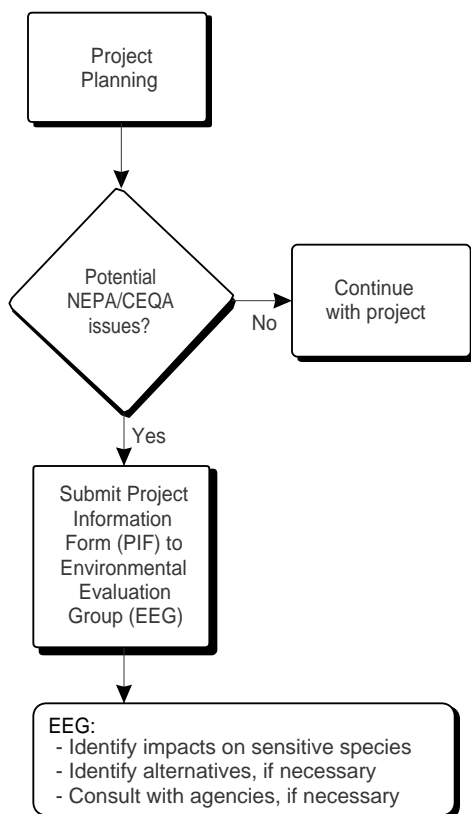 Project
Planning
Potential
NEPA/CEQA
issues?
No
Continue
with project
Yes
Submit Project
Information
Form (PIF) to
Environmental
Evaluation
Group (EEG)
EEG:
- Identify impacts on sensitive species
- Identify alternatives, if necessary
- Consult with agencies, if necessary